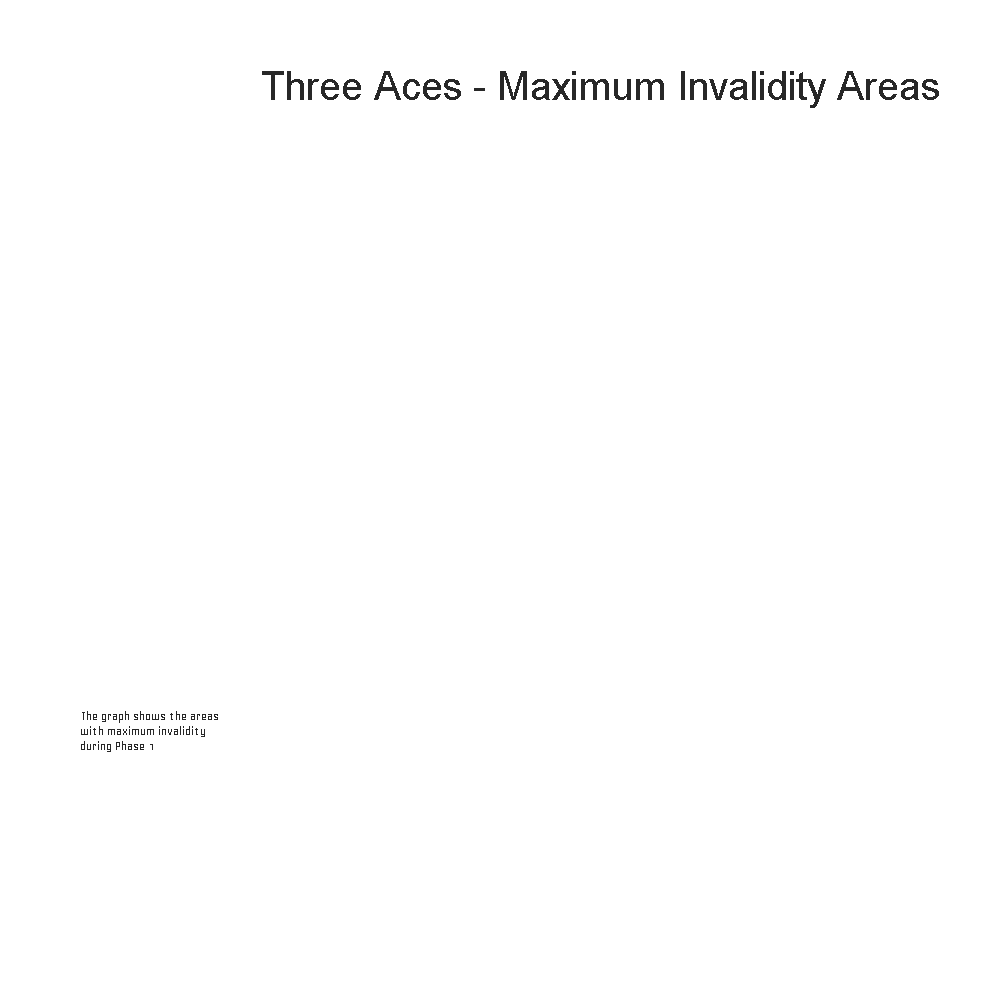 Three Aces - Maximum Invalidity Areas
The graph shows the areas
with maximum invalidity
during Phase 1